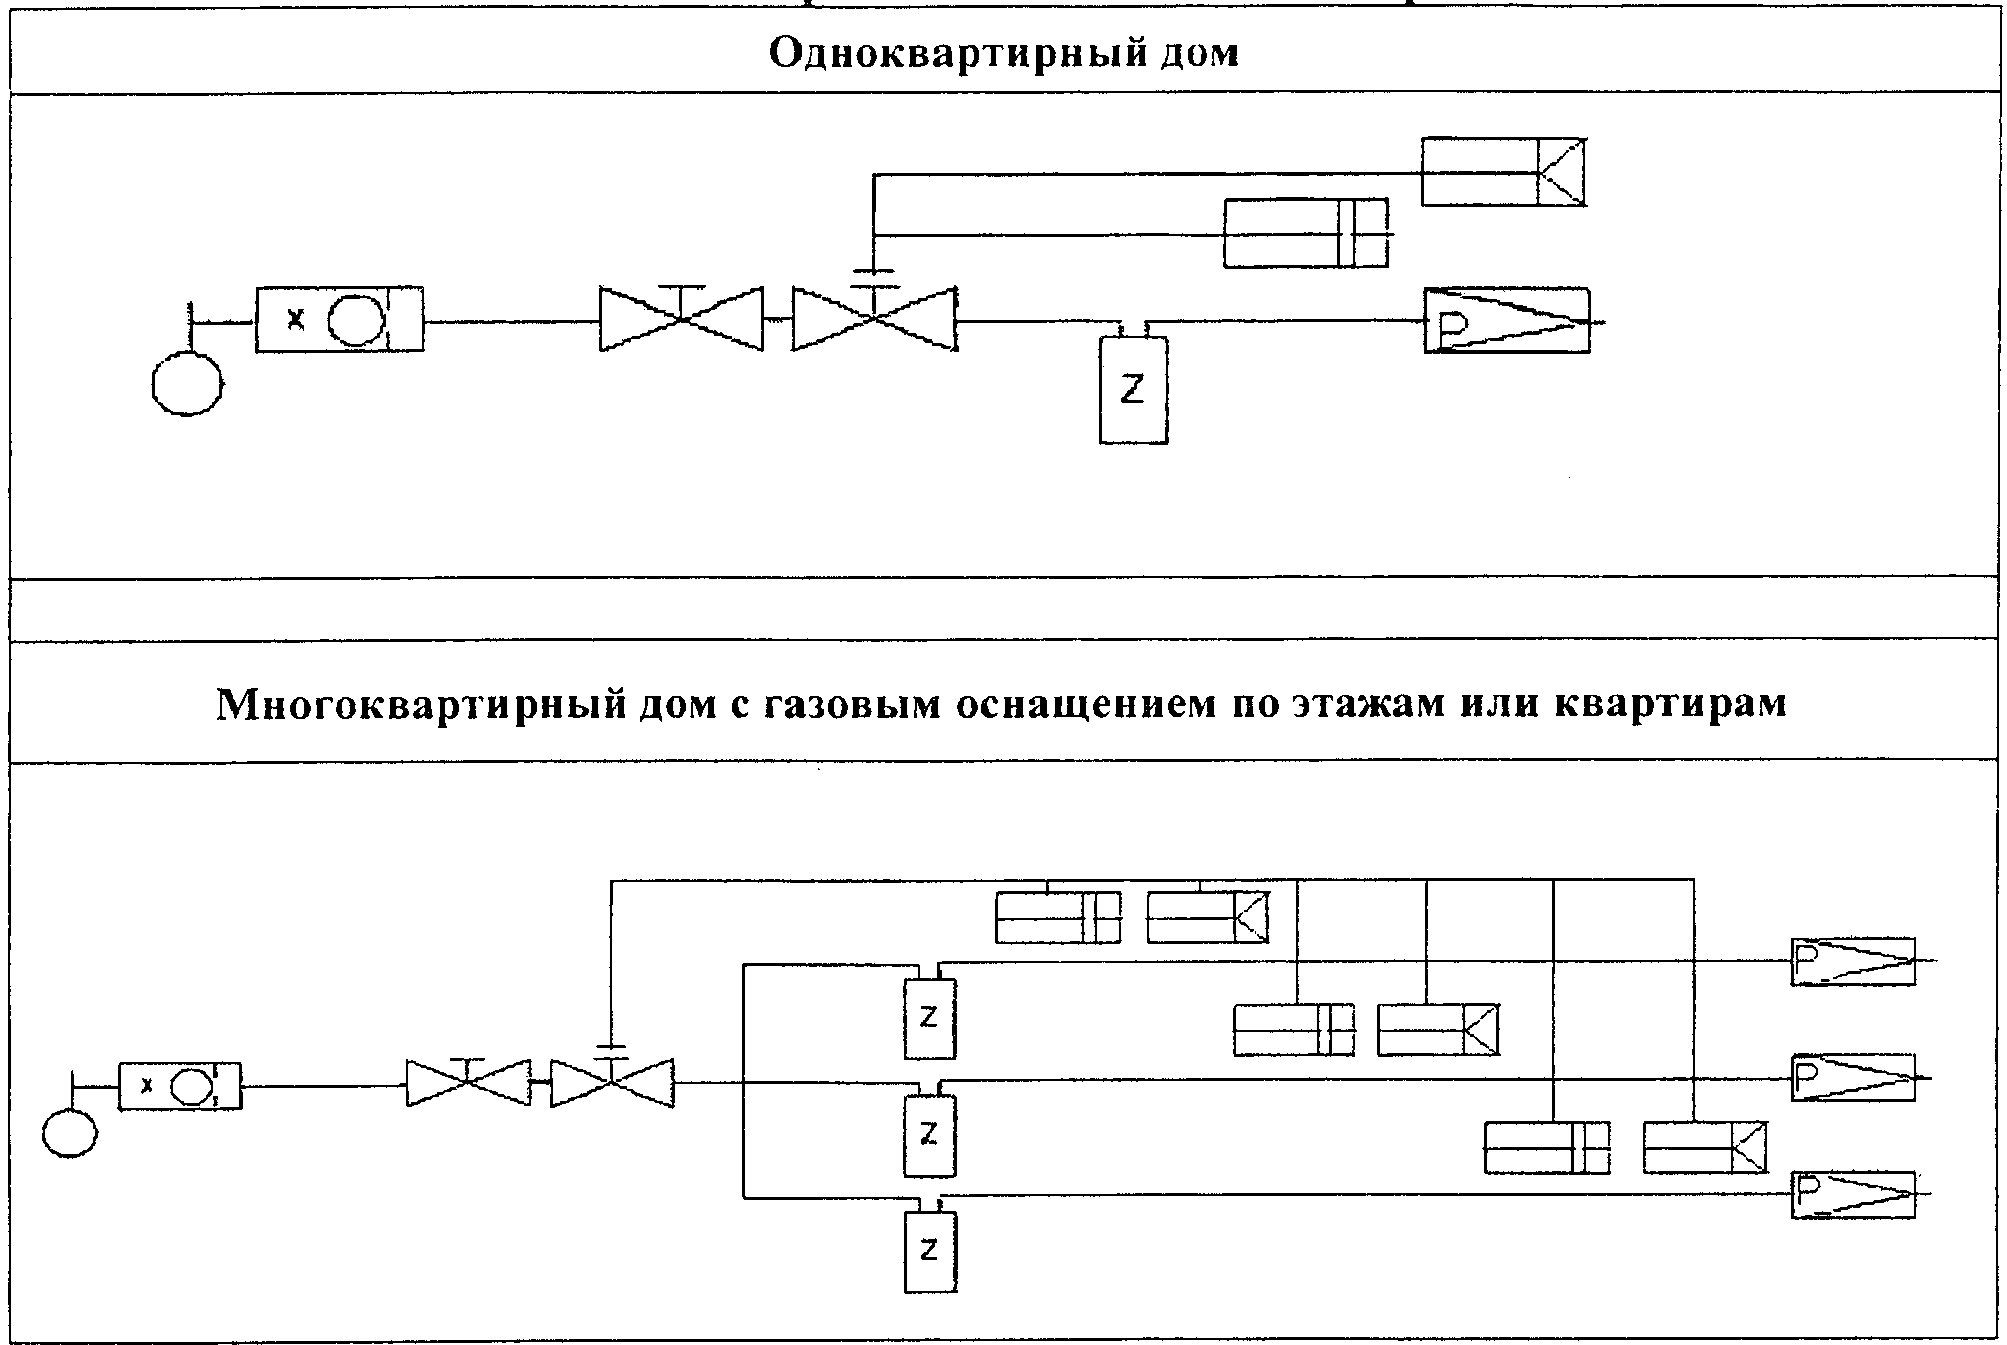 Одноквартирный дом
x
P
Z
Многоквартирный дом с газовым оснащением по этажам или квартирам
P
Z
x
P
Z
P
Z